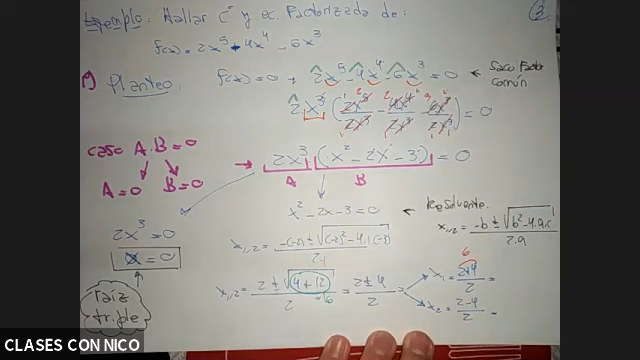 Ejemplo: Hallar C° y ec. Factorizada de:
2
f(x) = 2x⁵ - 4x⁴ - 6x³
1°) Planteo: f(x)=0 → 2x⁵ - 4x⁴ - 6x³ = 0 ← Saco Factor común
2x³ (2x⁵/2x³ - 4x⁴/2x³ - 6x³/2x³) = 0
caso A.B=0 → 2x³ (x² - 2x - 3) = 0
A B
A=0 B=0
x² - 2x - 3 = 0 ← Resolvente.
2x³ = 0
x = 0
x₁,₂ = -(-2) ± √(-2)² - 4.1.(-3) / 2.1
x₁,₂ = -b ± √b² - 4.a.c / 2.a
x₁,₂ = 2 ± √4 + 12 / 2 = 2 ± 4 / 2
=16
6
x₁ = 2+4 / 2 =
x₂ = 2-4 / 2 =
raíz triple
CLASES CON NICO